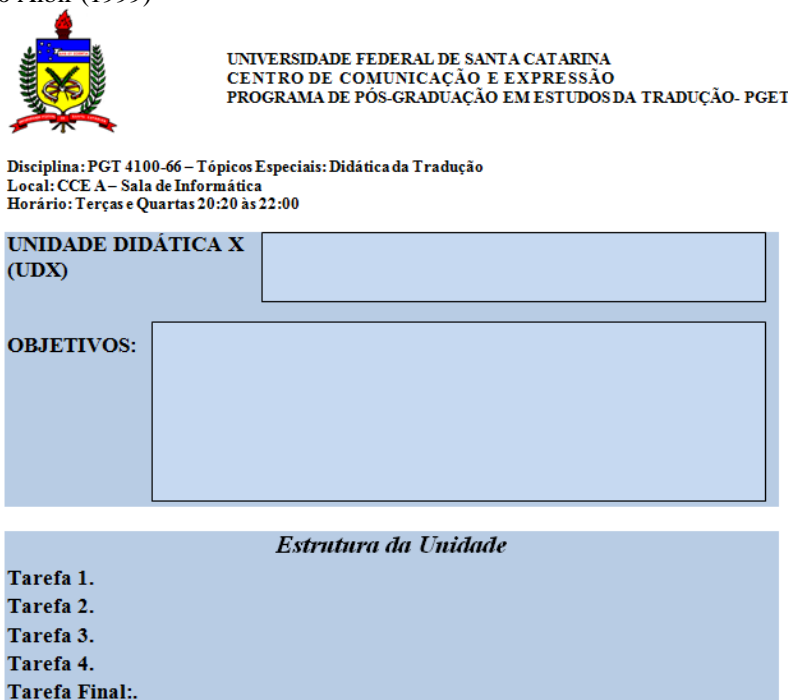 (1999)
UNIVERSIDADE FEDERAL DE SANTA CATARINA
CENTRO DE COMUNICAÇÃO E EXPRESSÃO
PROGRAMA DE PÓS-GRADUAÇÃO EM ESTUDOS DA TRADUÇÃO- PGET
Disciplina: PGT 4100-66 – Tópicos Especiais: Didática da Tradução
Local: CCE A – Sala de Informática
Horário: Terças e Quartas 20:20 às 22:00
UNIDADE DIDÁTICA X
(UDX)
OBJETIVOS:
Estrutura da Unidade
Tarefa 1.
Tarefa 2.
Tarefa 3.
Tarefa 4.
Tarefa Final:.